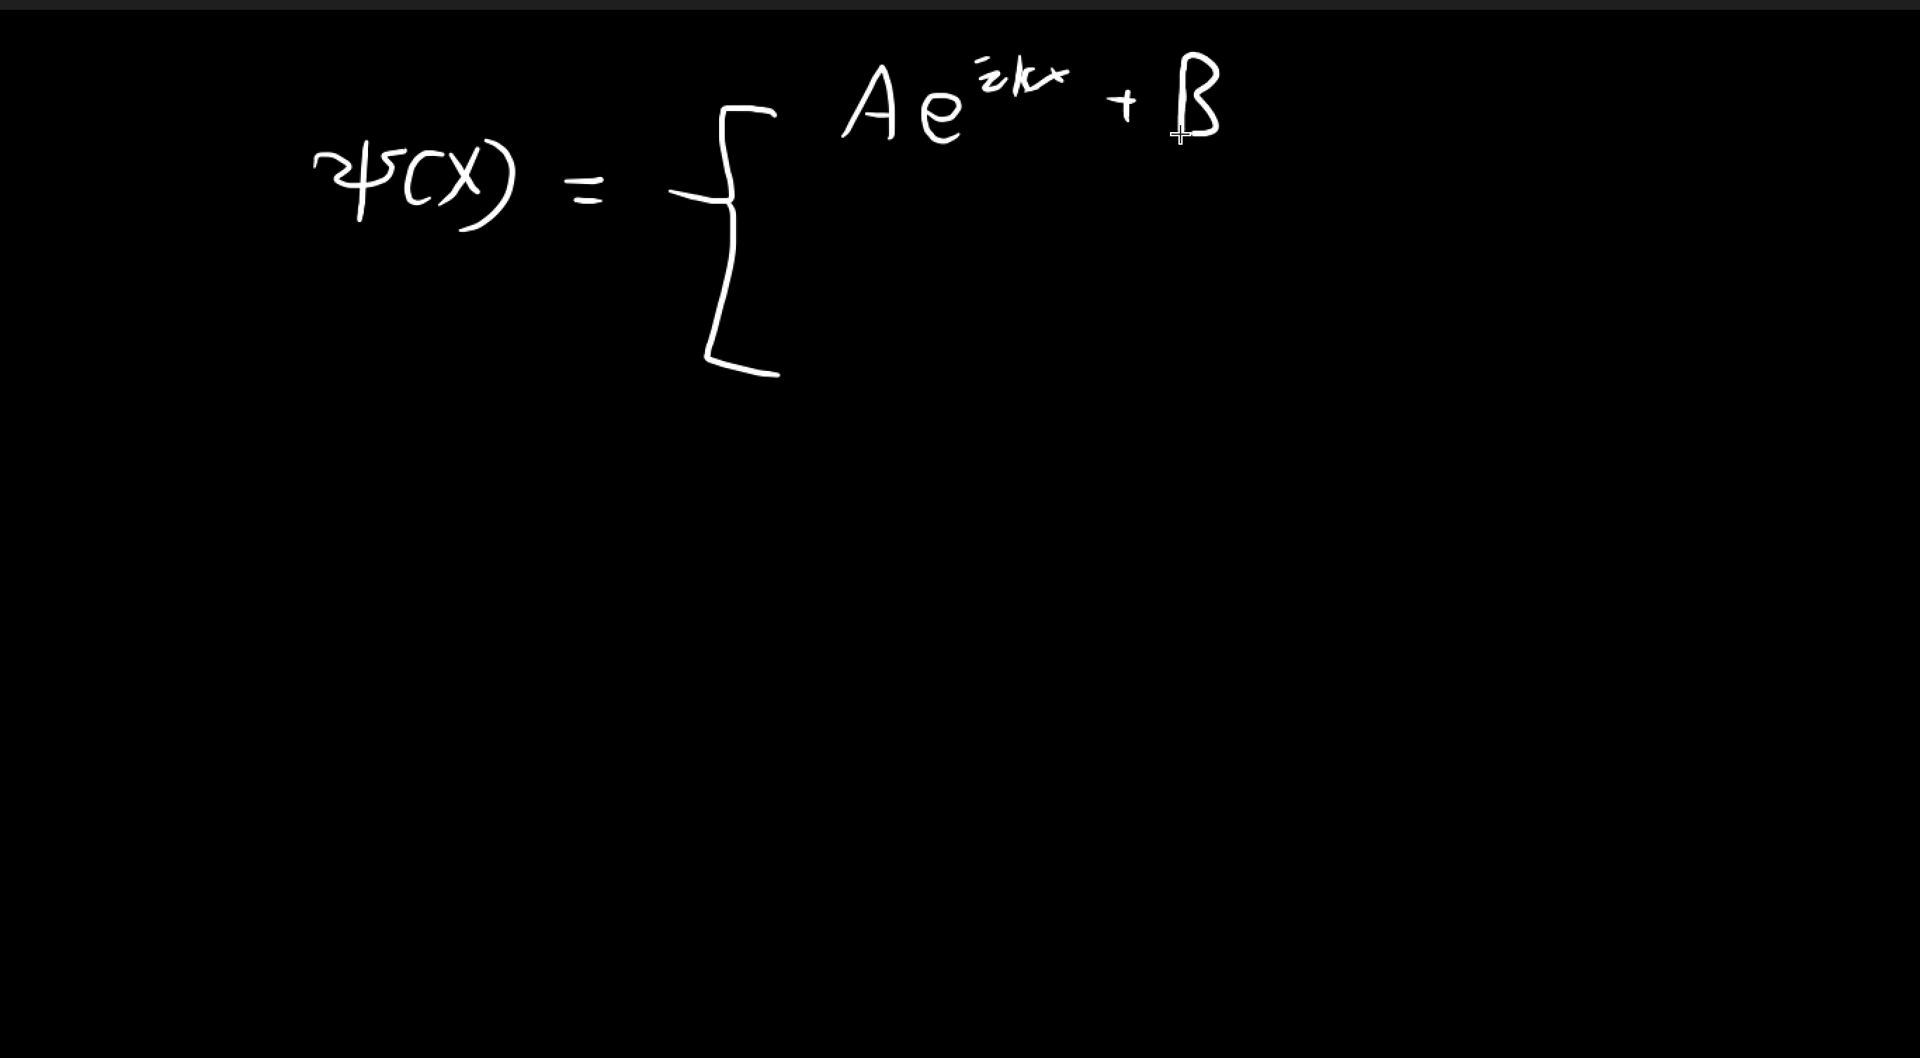 ψ(x) = { Ae^{ikx} + B